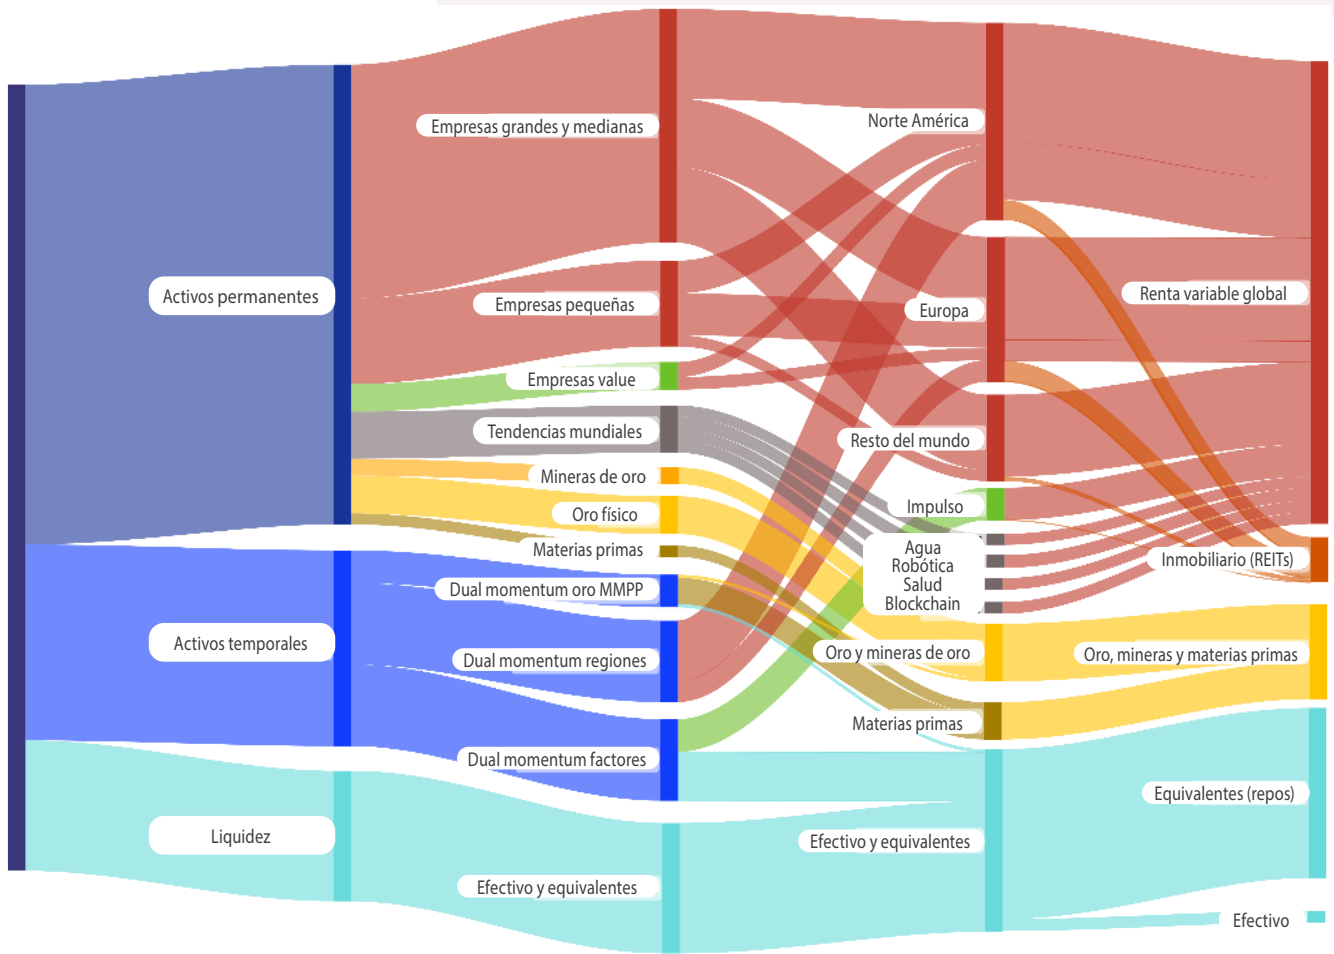 Activos permanentes
Activos temporales
Liquidez
Empresas grandes y medianas
Empresas pequeñas
Empresas value
Tendencias mundiales
Mineras de oro
Oro físico
Materias primas
Dual momentum oro MMPP
Dual momentum regiones
Dual momentum factores
Efectivo y equivalentes
Norte América
Europa
Resto del mundo
Impulso
Agua
Robótica
Salud
Blockchain
Oro y mineras de oro
Materias primas
Efectivo y equivalentes
Renta variable global
Inmobiliario (REITs)
Oro, mineras y materias primas
Equivalentes (repos)
Efectivo